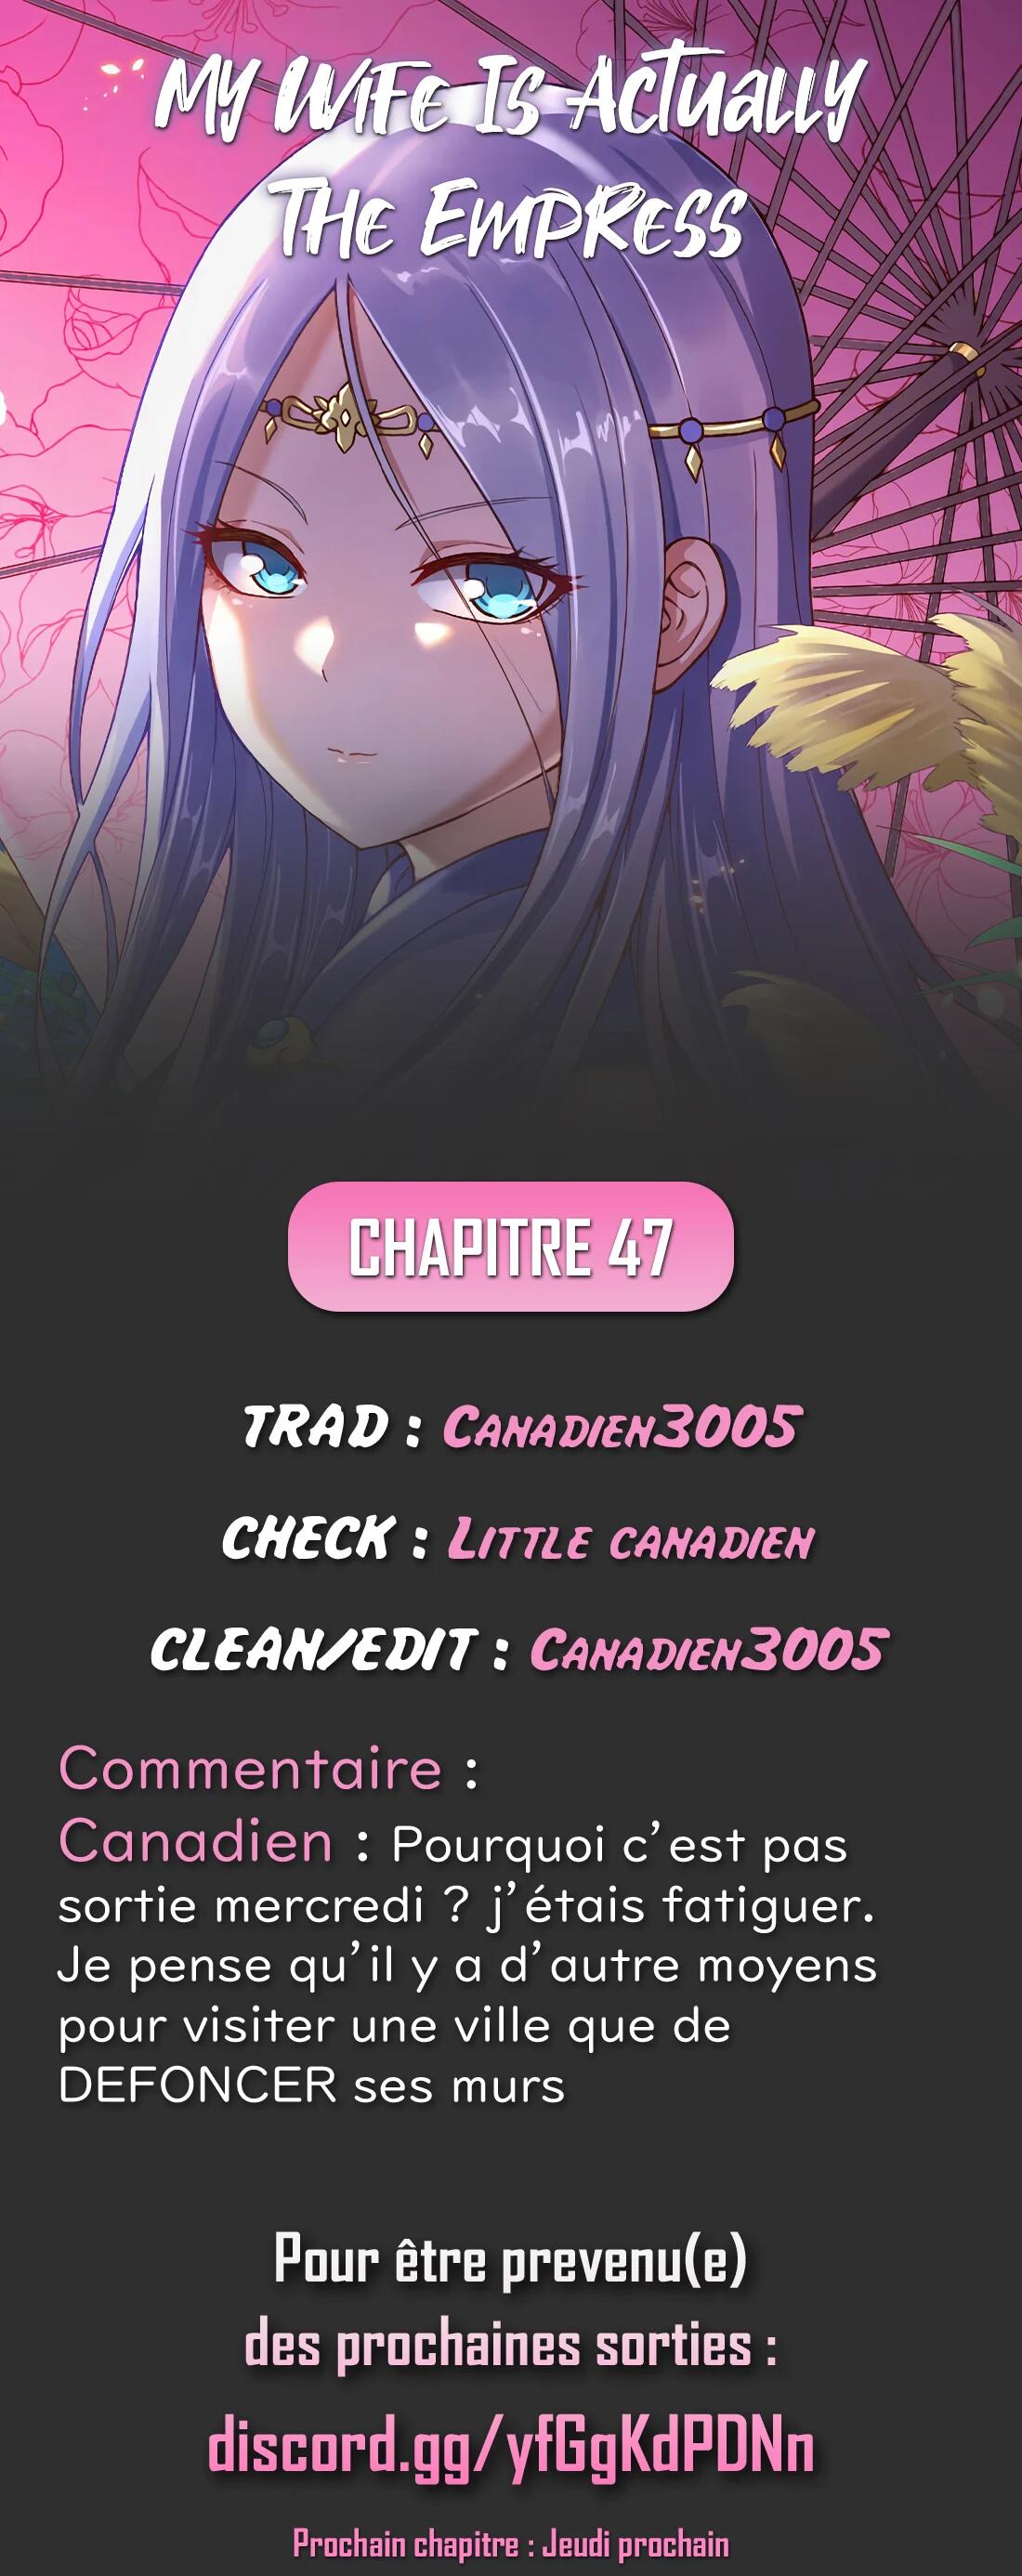 My Wife Is Actually
The Empress
CHAPITRE 47
TRAD : Canadien3005
CHECK : Little canadien
CLEAN/EDIT : Canadien3005
Commentaire :
Canadien : Pourquoi c'est pas
sortie mercredi ? j'étais fatiguer.
Je pense qu'il y a d'autre moyens
pour visiter une ville que de
DEFONCER ses murs
Pour être prevenu(e)
des prochaines sorties :
discord.gg/yfGgKdPDNn
Prochain chapitre : Jeudi prochain